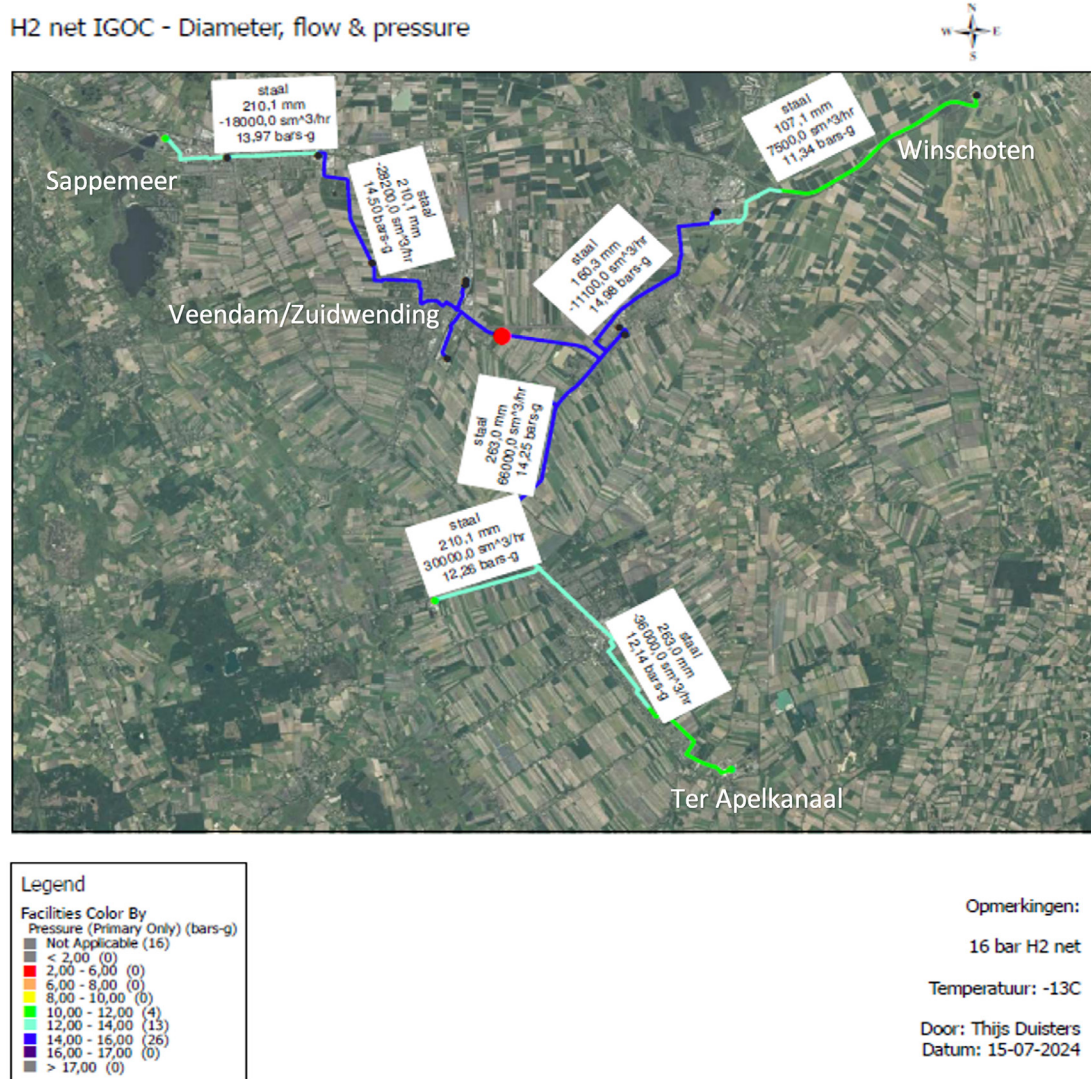 H2 net IGOC - Diameter, flow & pressure
N
W E
S
staal
210,1 mm
-18000,0 sm^3/hr
13,97 bars-g
staal
107,1 mm
7500,0 sm^3/hr
11,34 bars-g
Winschoten
Sappemeer
staal
210,1 mm
-28200,0 sm^3/hr
14,50 bars-g
staal
160,3 mm
-11100,0 sm^3/hr
14,98 bars-g
Veendam/Zuidwending
staal
263,0 mm
66000,0 sm^3/hr
14,25 bars-g
staal
210,1 mm
30000,0 sm^3/hr
12,26 bars-g
staal
263,0 mm
-36000,0 sm^3/hr
12,14 bars-g
Ter Apelkanaal
Legend
Facilities Color By
Pressure (Primary Only) (bars-g)
Not Applicable (16)
< 2,00 (0)
2,00 - 6,00 (0)
6,00 - 8,00 (0)
8,00 - 10,00 (0)
10,00 - 12,00 (4)
12,00 - 14,00 (13)
14,00 - 16,00 (26)
16,00 - 17,00 (0)
> 17,00 (0)
Opmerkingen:
16 bar H2 net
Temperatuur: -13C
Door: Thijs Duisters
Datum: 15-07-2024